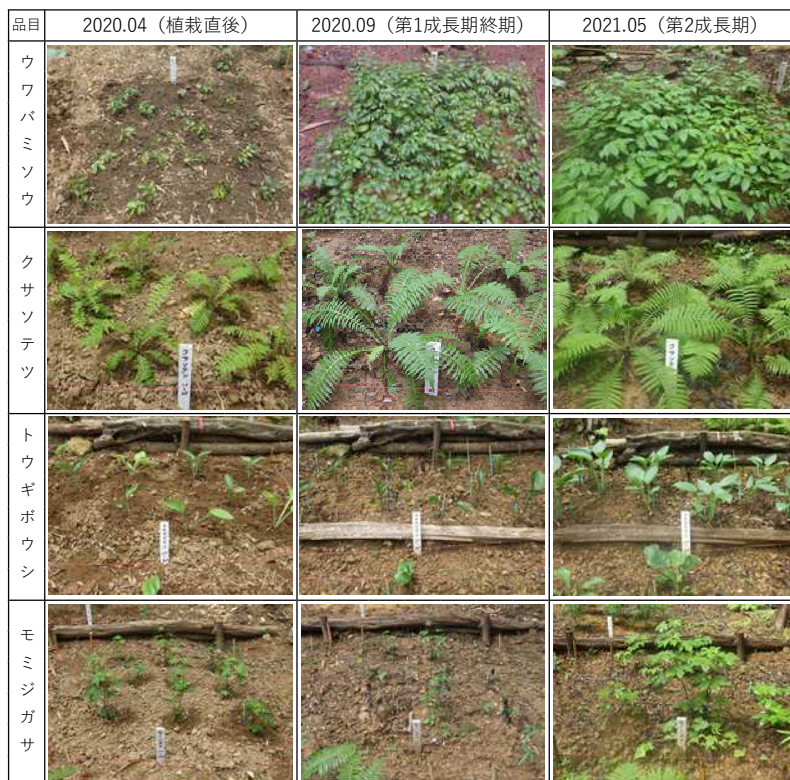 品目 2020.04（植栽直後） 2020.09（第1成長期終期） 2021.05（第2成長期）
ウワバミソウ
クサソテツ
トウギボウシ
モミジガサ